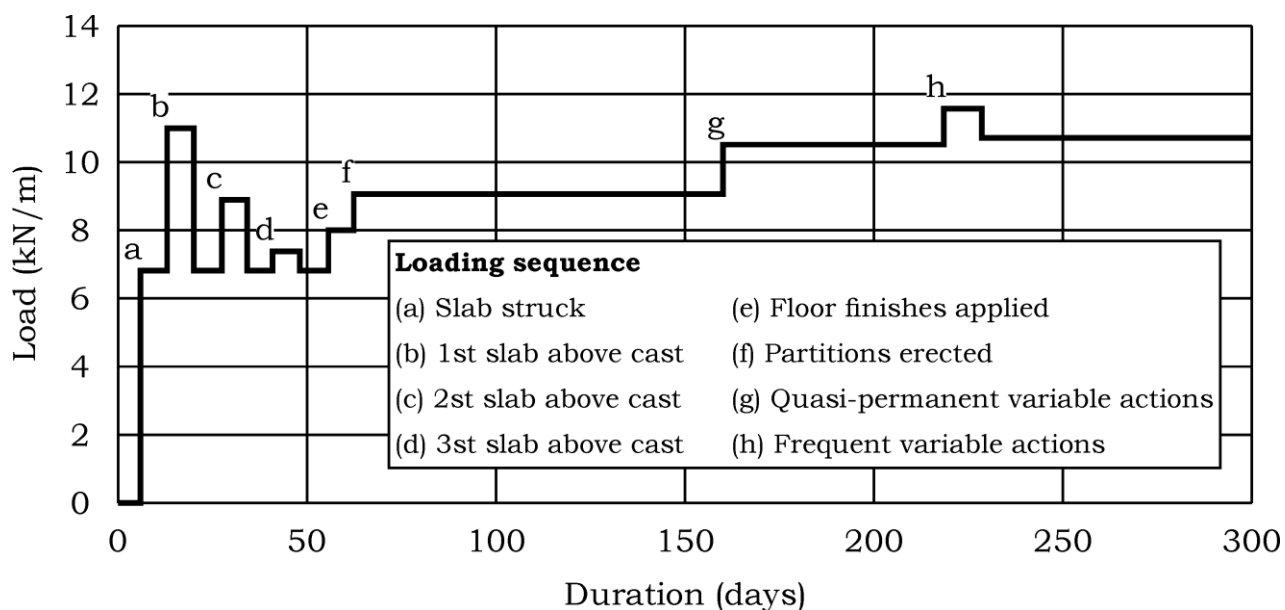 14
12
10
8
6
4
2
0
Load (kN/m)
a
b
c
d
e
f
g
h
Loading sequence
(a) Slab struck
(b) 1st slab above cast
(c) 2st slab above cast
(d) 3st slab above cast
(e) Floor finishes applied
(f) Partitions erected
(g) Quasi-permanent variable actions
(h) Frequent variable actions
0 50 100 150 200 250 300
Duration (days)